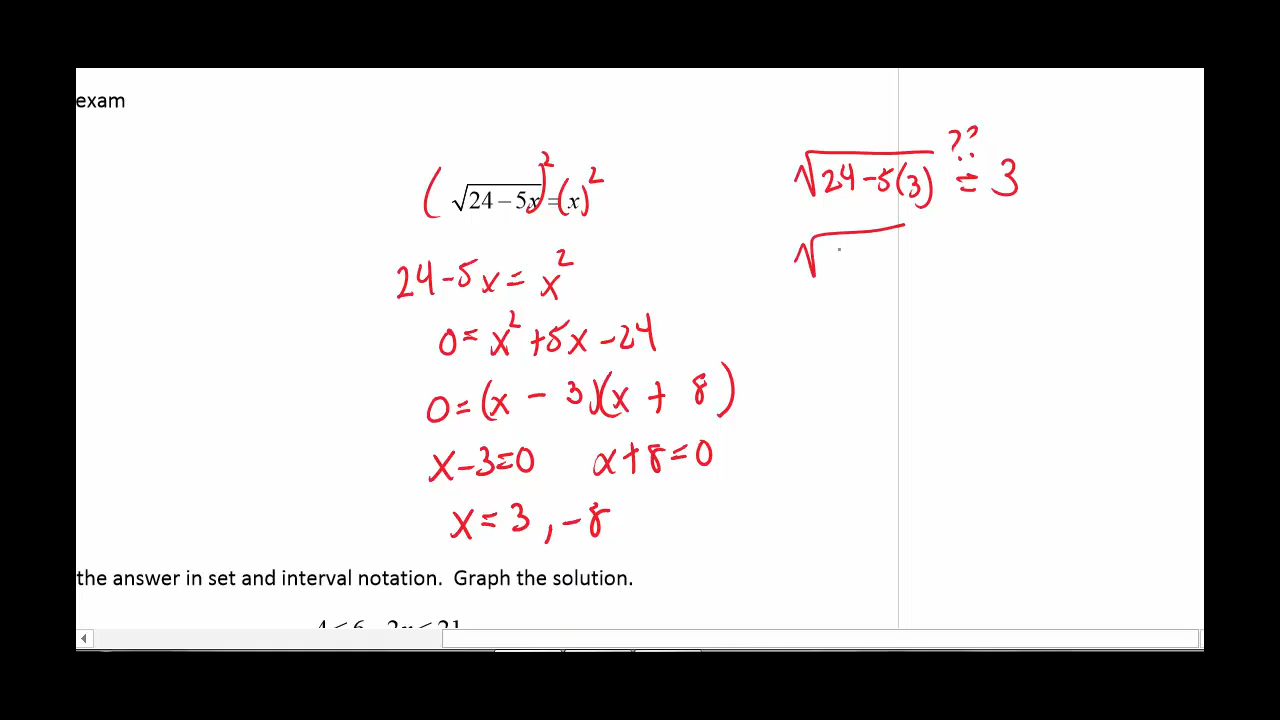 exam
(√24 − 5x)² = (x)²
24 - 5x = x²
0 = x² + 5x - 24
0 = (x - 3)(x + 8)
x - 3 = 0 x + 8 = 0
x = 3, -8
√24 - 5(3) ≟ 3
??
√
the answer in set and interval notation. Graph the solution.